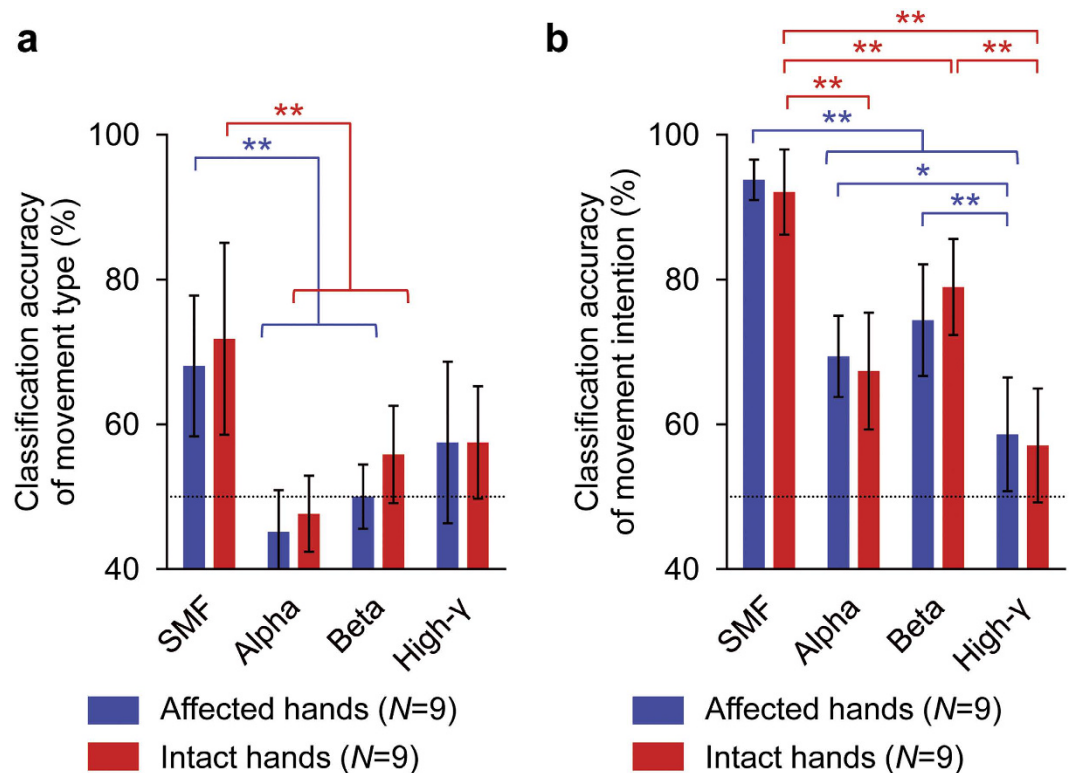 a
Classification accuracy
of movement type (%)
100
80
60
40
**
**
SMF
Alpha
Beta
High-γ
Affected hands (N=9)
Intact hands (N=9)
b
Classification accuracy
of movement intention (%)
100
80
60
40
**
**
**
**
**
*
**
SMF
Alpha
Beta
High-γ
Affected hands (N=9)
Intact hands (N=9)